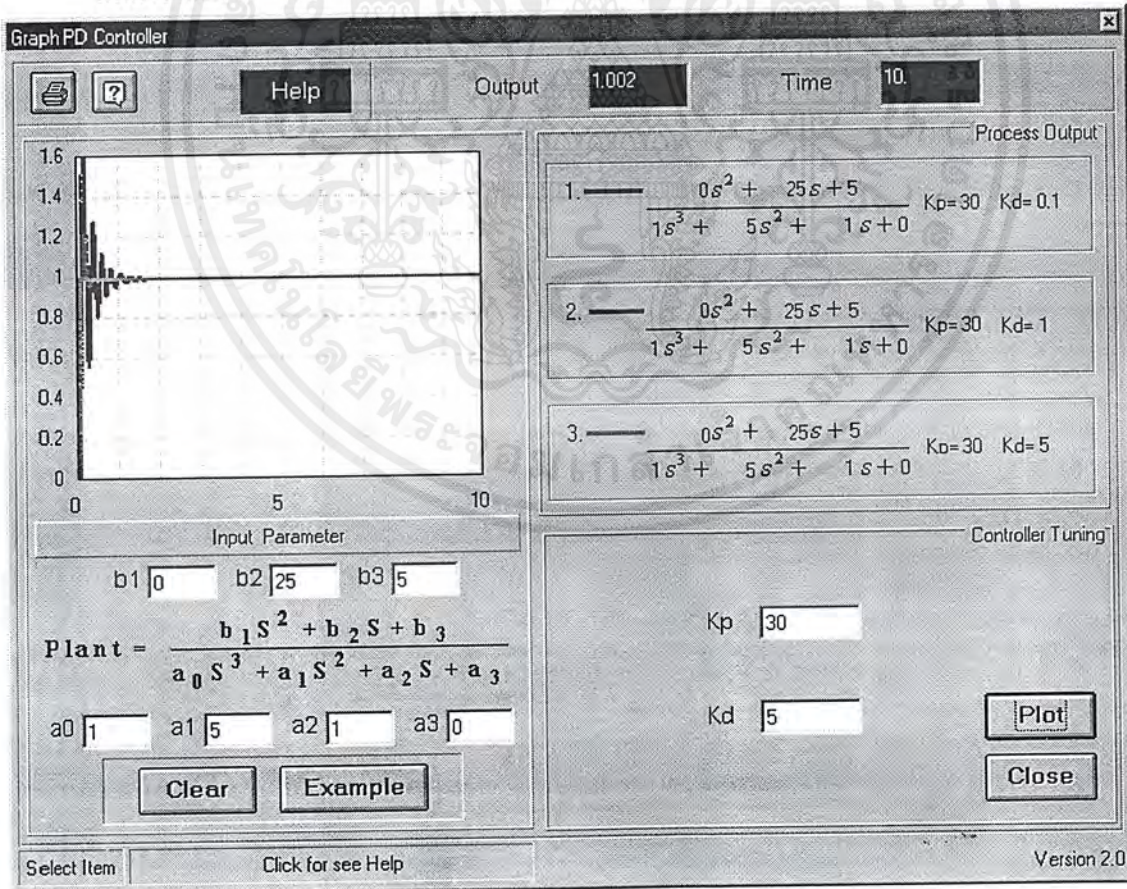 Graph PD Controller
Help
Output 1.002
Time 10.
Process Output
1.6
1.4
1.2
1
0.8
0.6
0.4
0.2
0
0 5 10
1. 0s² + 25s+5
1s³ + 5s² + 1s+0
Kp=30 Kd= 0.1
2. 0s² + 25s+5
1s³ + 5s² + 1s+0
Kp=30 Kd= 1
3. 0s² + 25s+5
1s³ + 5s² + 1s+0
Kp=30 Kd= 5
Input Parameter
b1 0 b2 25 b3 5
Plant = b₁S² + b₂S + b₃
a₀S³ + a₁S² + a₂S + a₃
a0 1 a1 5 a2 1 a3 0
Clear Example
Controller Tuning
Kp 30
Kd 5
Plot
Close
Select Item
Click for see Help
Version 2.0